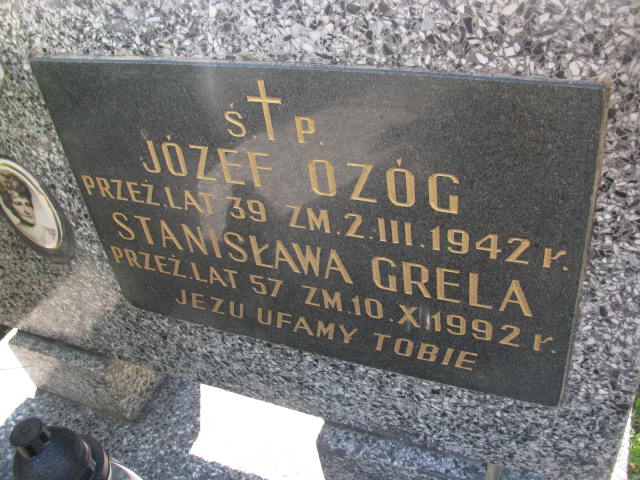 Ś. P.
JÓZEF OZÓG
PRZEŻ.LAT 39 ZM.2.III.1942 r.
STANISŁAWA GRELA
PRZEŻ.LAT 57 ZM.10.X.1992 r.
JEZU UFAMY TOBIE